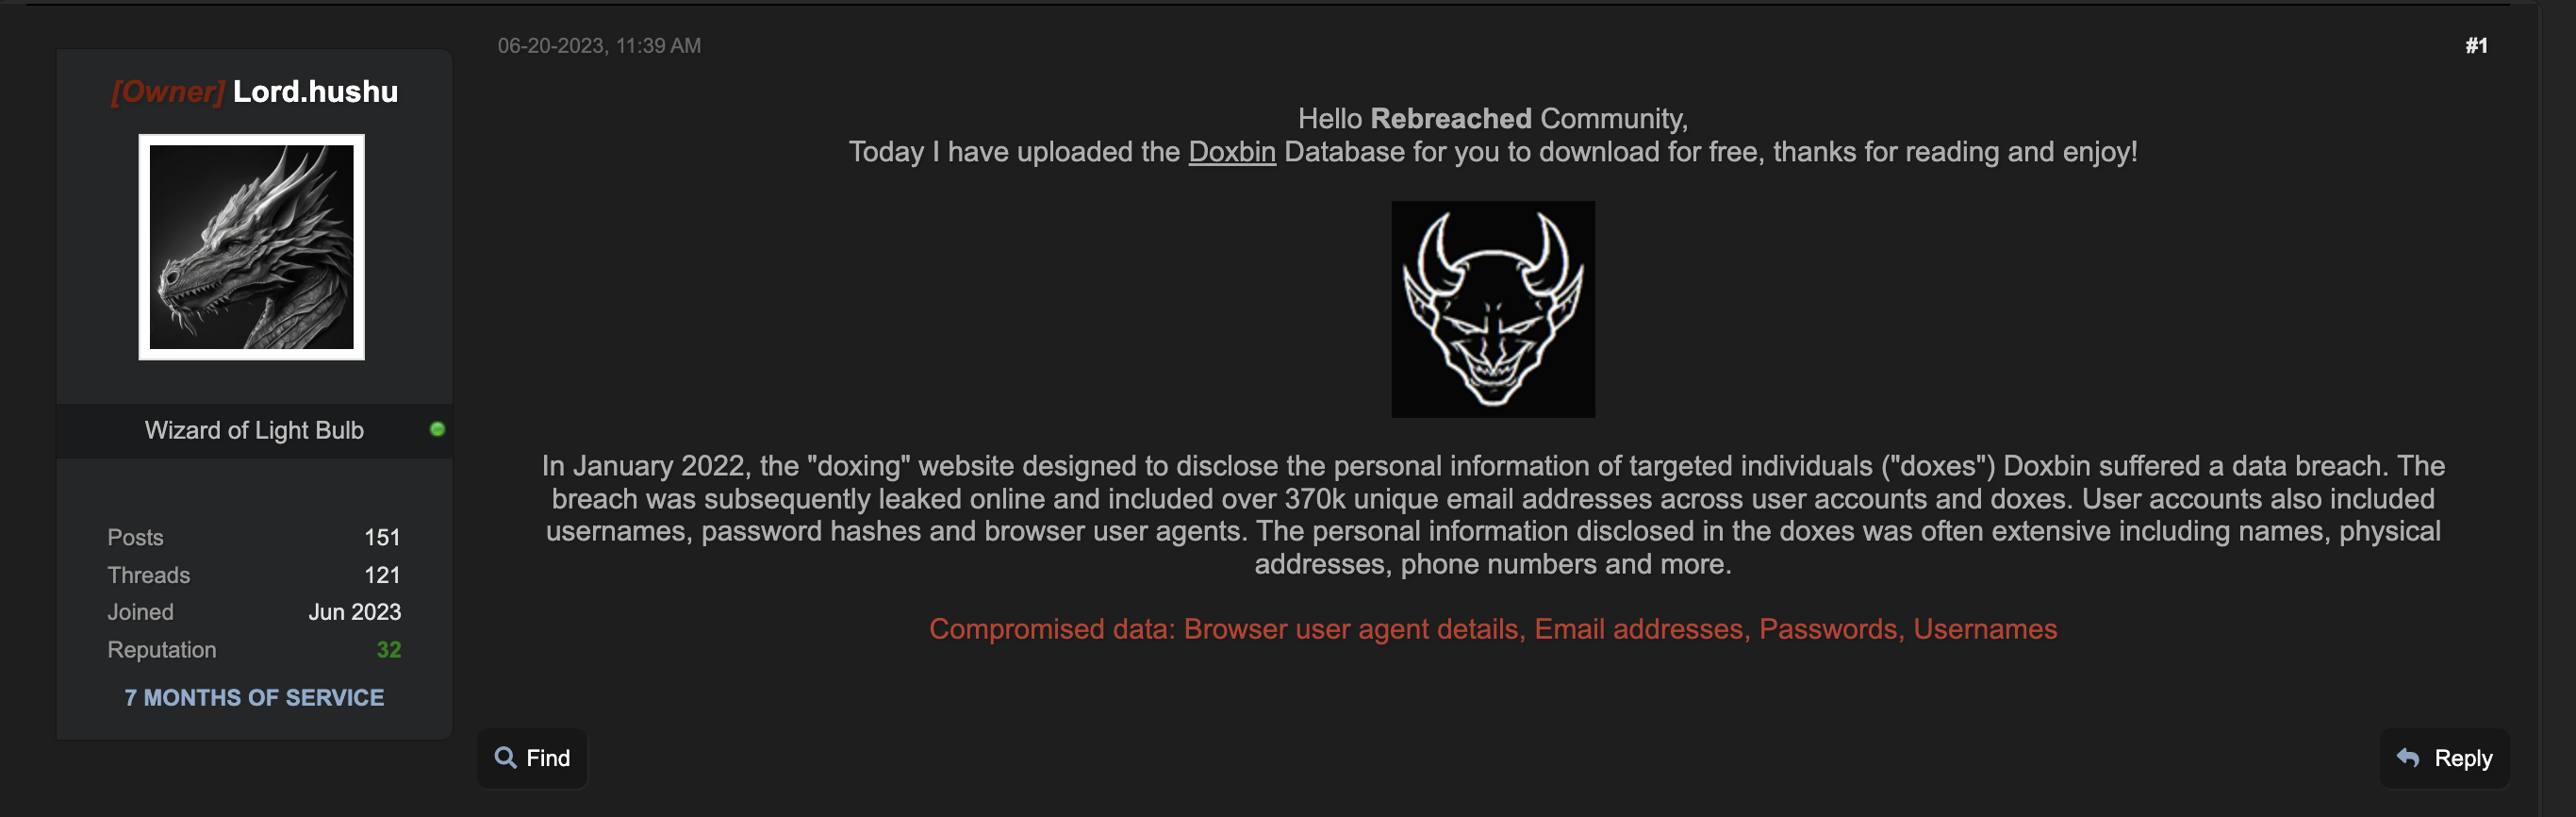 06-20-2023, 11:39 AM
#1
[Owner] Lord.hushu
Wizard of Light Bulb
Posts 151
Threads 121
Joined Jun 2023
Reputation 32
7 MONTHS OF SERVICE
Hello Rebreached Community,
Today I have uploaded the Doxbin Database for you to download for free, thanks for reading and enjoy!
In January 2022, the "doxing" website designed to disclose the personal information of targeted individuals ("doxes") Doxbin suffered a data breach. The
breach was subsequently leaked online and included over 370k unique email addresses across user accounts and doxes. User accounts also included
usernames, password hashes and browser user agents. The personal information disclosed in the doxes was often extensive including names, physical
addresses, phone numbers and more.
Compromised data: Browser user agent details, Email addresses, Passwords, Usernames
Find
Reply